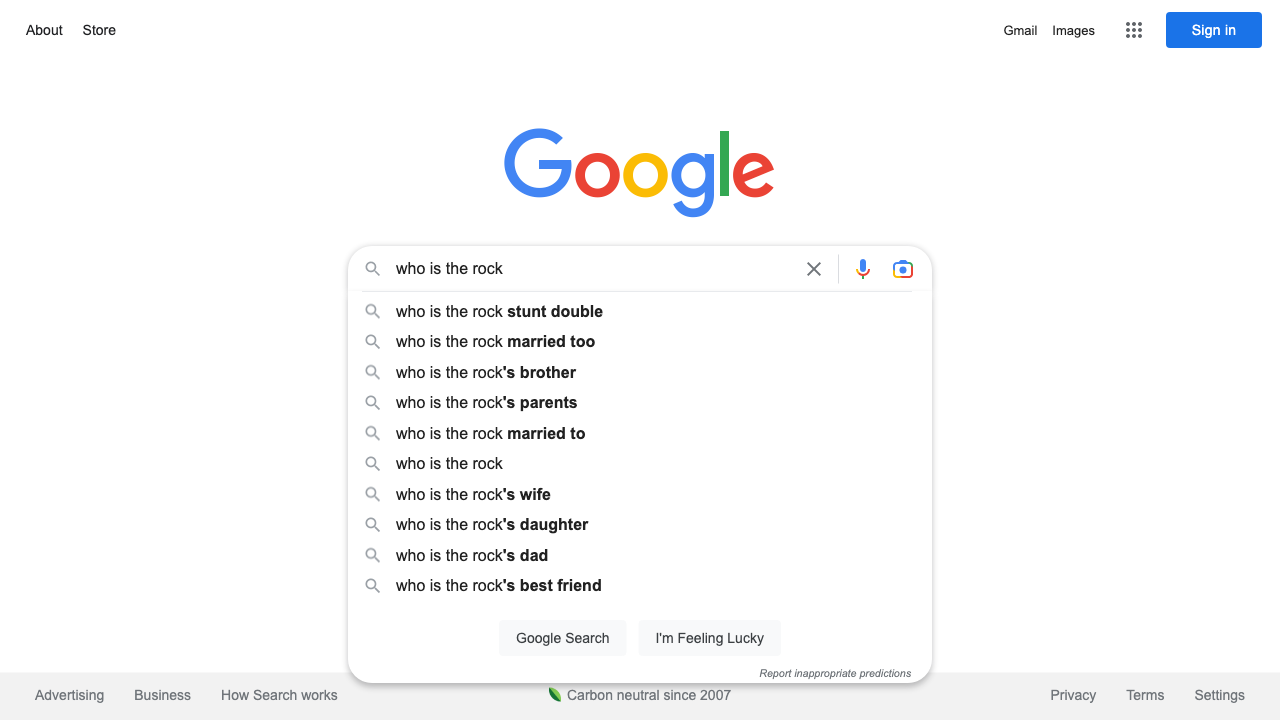 About Store Gmail Images Sign in
Google
who is the rock
who is the rock stunt double
who is the rock married too
who is the rock's brother
who is the rock's parents
who is the rock married to
who is the rock
who is the rock's wife
who is the rock's daughter
who is the rock's dad
who is the rock's best friend
Google Search I'm Feeling Lucky
Report inappropriate predictions
Advertising Business How Search works Carbon neutral since 2007 Privacy Terms Settings